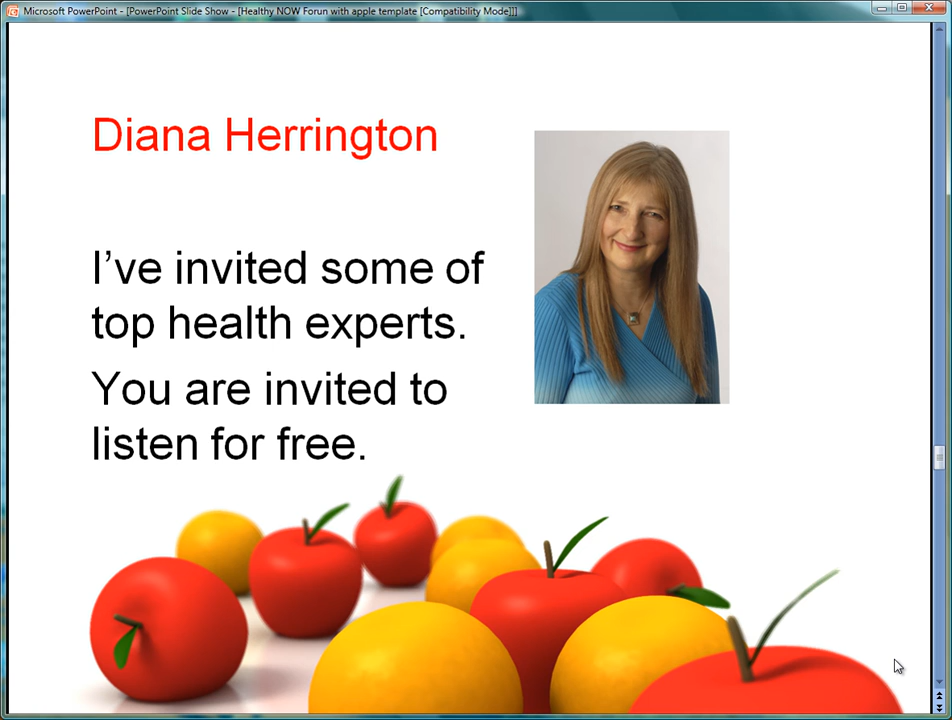 Microsoft PowerPoint - [PowerPoint Slide Show - [Healthy NOW Forun with apple template [Compatibility Mode]]]
Diana Herrington
I’ve invited some of
top health experts.
You are invited to
listen for free.